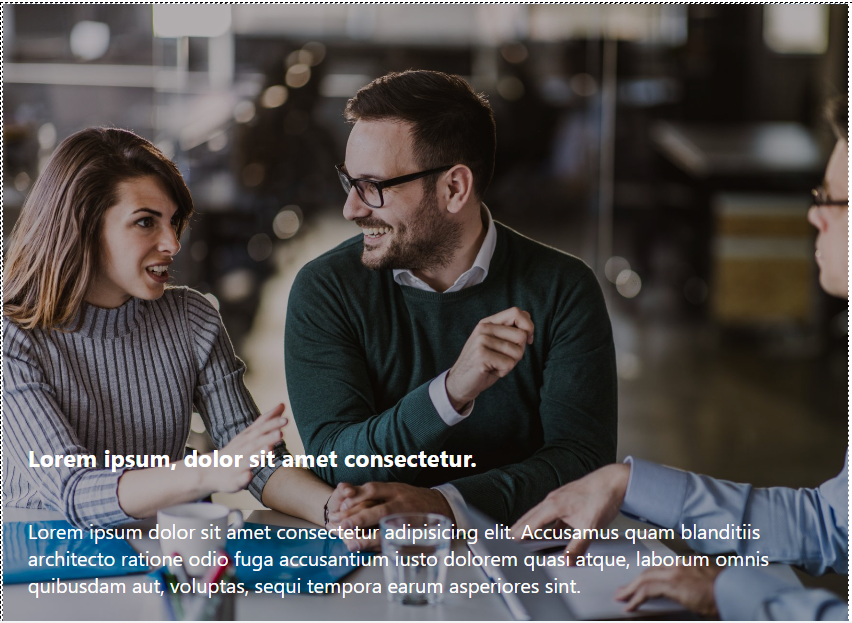 Lorem ipsum, dolor sit amet consectetur.
Lorem ipsum dolor sit amet consectetur adipisicing elit. Accusamus quam blanditiis
architecto ratione odio fuga accusantium iusto dolorem quasi atque, laborum omnis
quibusdam aut, voluptas, sequi tempora earum asperiores sint.